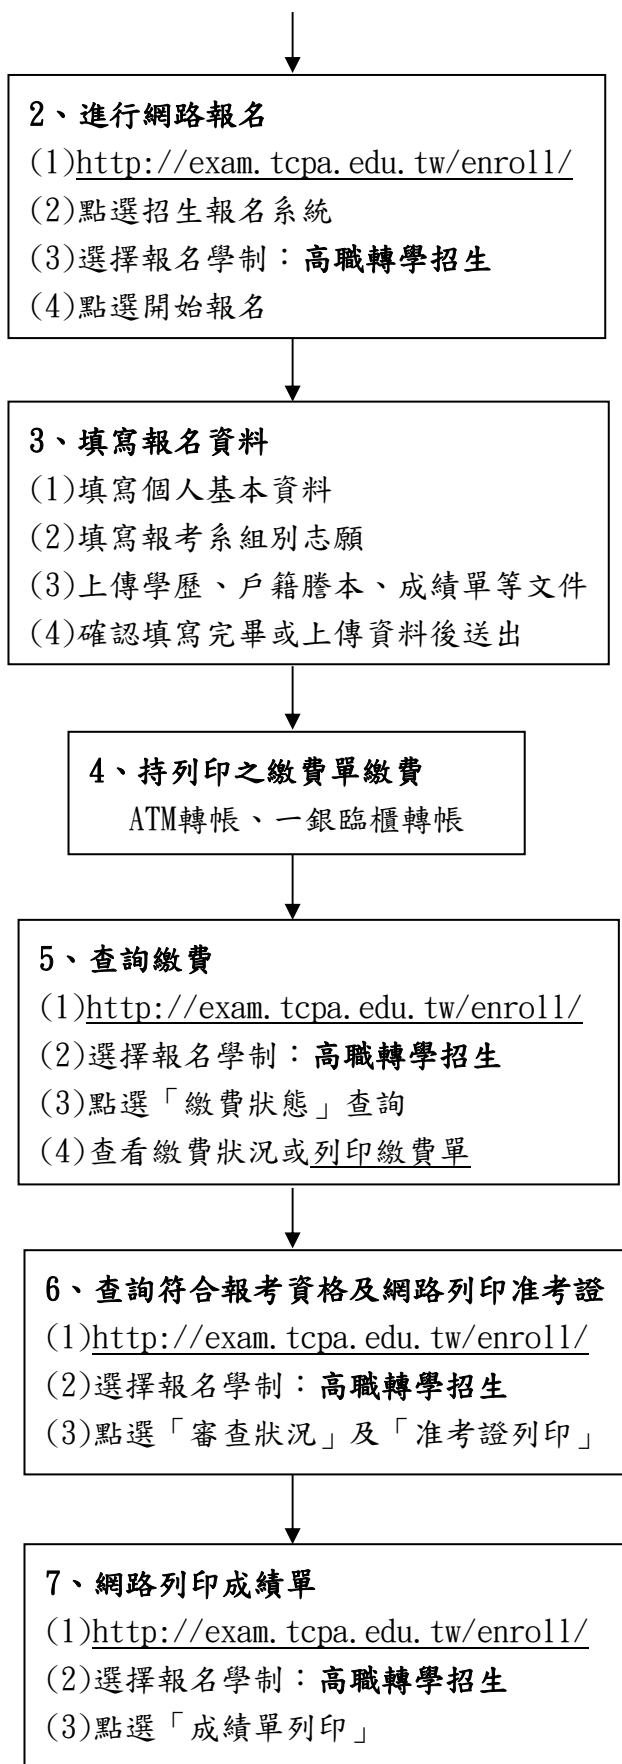 2、進行網路報名
(1)http://exam.tcpa.edu.tw/enroll/
(2)點選招生報名系統
(3)選擇報名學制：高職轉學招生
(4)點選開始報名
3、填寫報名資料
(1)填寫個人基本資料
(2)填寫報考系組別志願
(3)上傳學歷、戶籍謄本、成績單等文件
(4)確認填寫完畢或上傳資料後送出
4、持列印之繳費單繳費
ATM轉帳、一銀臨櫃轉帳
5、查詢繳費
(1)http://exam.tcpa.edu.tw/enroll/
(2)選擇報名學制：高職轉學招生
(3)點選「繳費狀態」查詢
(4)查看繳費狀況或列印繳費單
6、查詢符合報考資格及網路列印准考證
(1)http://exam.tcpa.edu.tw/enroll/
(2)選擇報名學制：高職轉學招生
(3)點選「審查狀況」及「准考證列印」
7、網路列印成績單
(1)http://exam.tcpa.edu.tw/enroll/
(2)選擇報名學制：高職轉學招生
(3)點選「成績單列印」